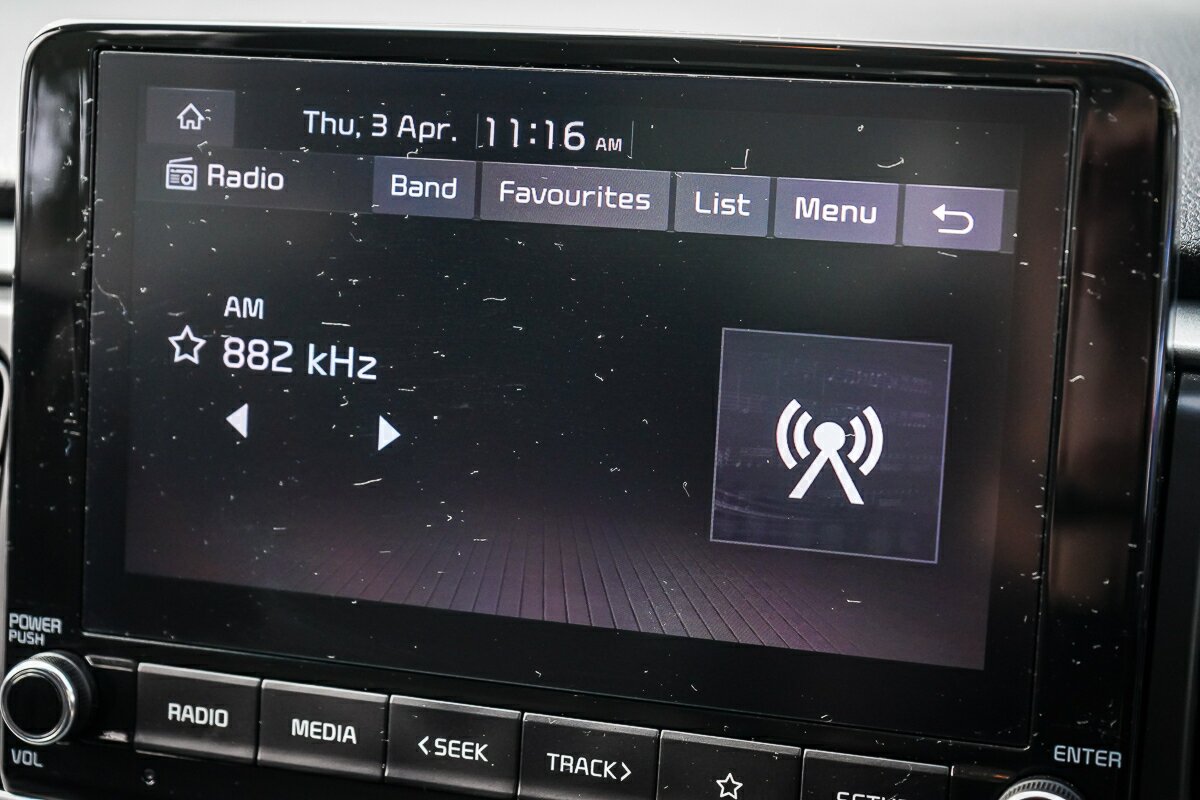 Thu, 3 Apr. 11:16 AM
Radio Band Favourites List Menu
AM
882 kHz
POWER
PUSH
VOL
RADIO MEDIA <SEEK TRACK>
ENTER